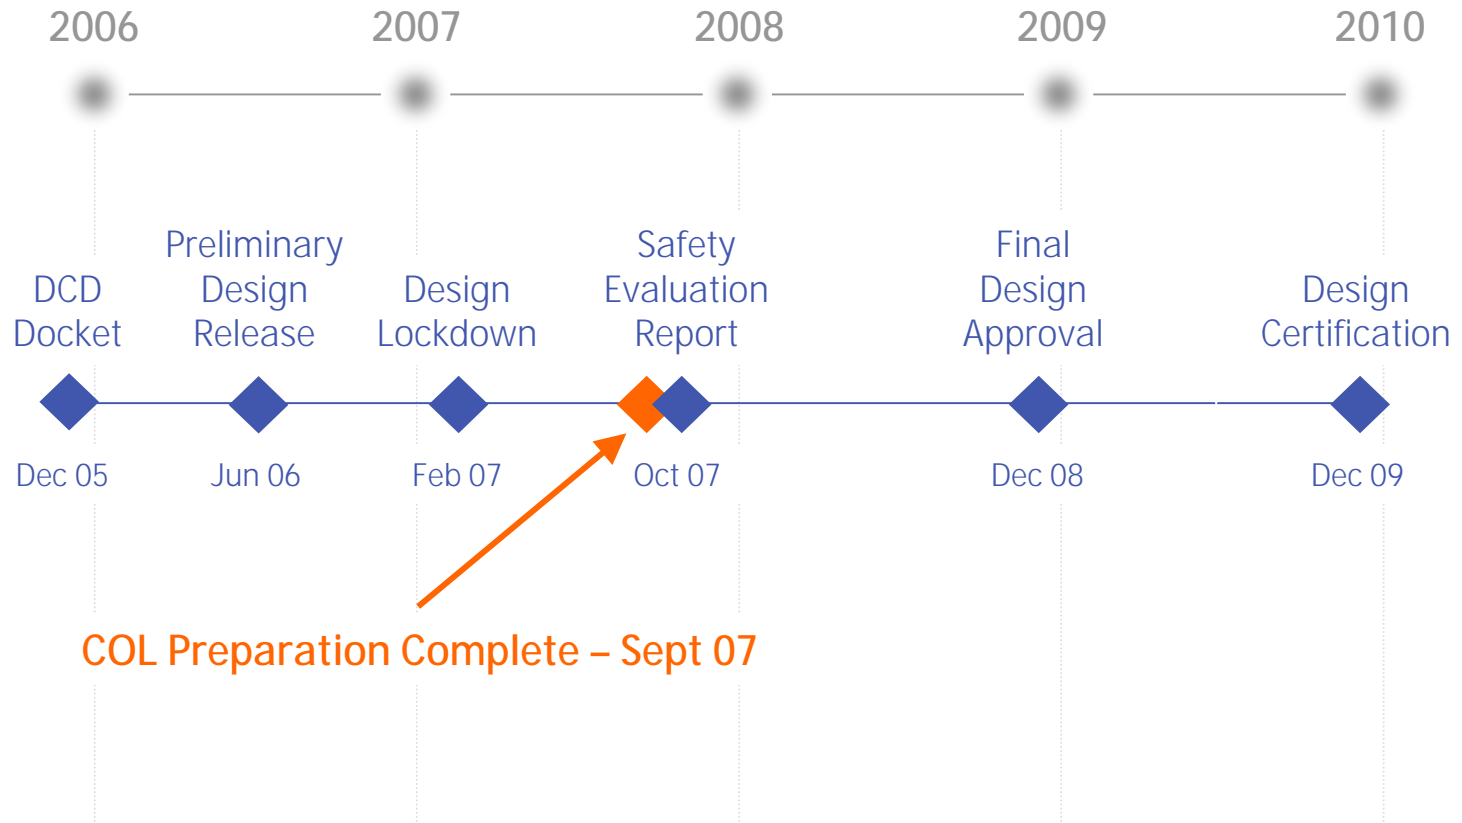 2006 2007 2008 2009 2010
DCD
Docket
Preliminary
Design
Release
Design
Lockdown
Safety
Evaluation
Report
Final
Design
Approval
Design
Certification
Dec 05 Jun 06 Feb 07 Oct 07 Dec 08 Dec 09
COL Preparation Complete – Sept 07